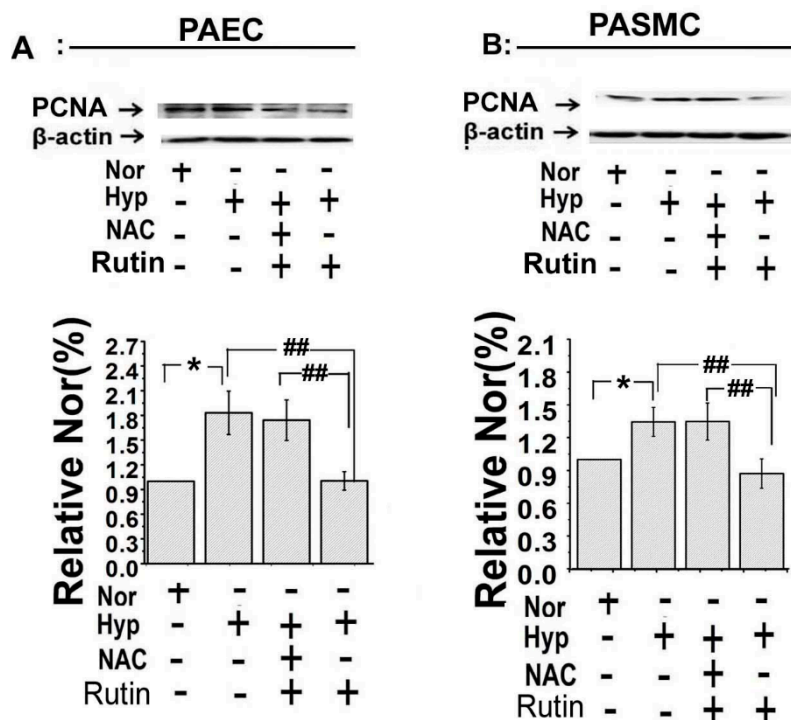 A : PAEC
PCNA →
β-actin →
Nor + - - -
Hyp - + + +
NAC - - + -
Rutin - - + +
Relative Nor(%)
2.7
2.4
2.1
1.8
1.5
1.2
0.9
0.6
0.3
0.0
* ## ##
Nor + - - -
Hyp - + + +
NAC - - + -
Rutin - - + +
B: PASMC
PCNA →
β-actin →
Nor + - - -
Hyp - + + +
NAC - - + -
Rutin - - + +
Relative Nor(%)
2.1
1.8
1.5
1.2
0.9
0.6
0.3
0.0
* ## ##
Nor + - - -
Hyp - + + +
NAC - - + -
Rutin - - + +